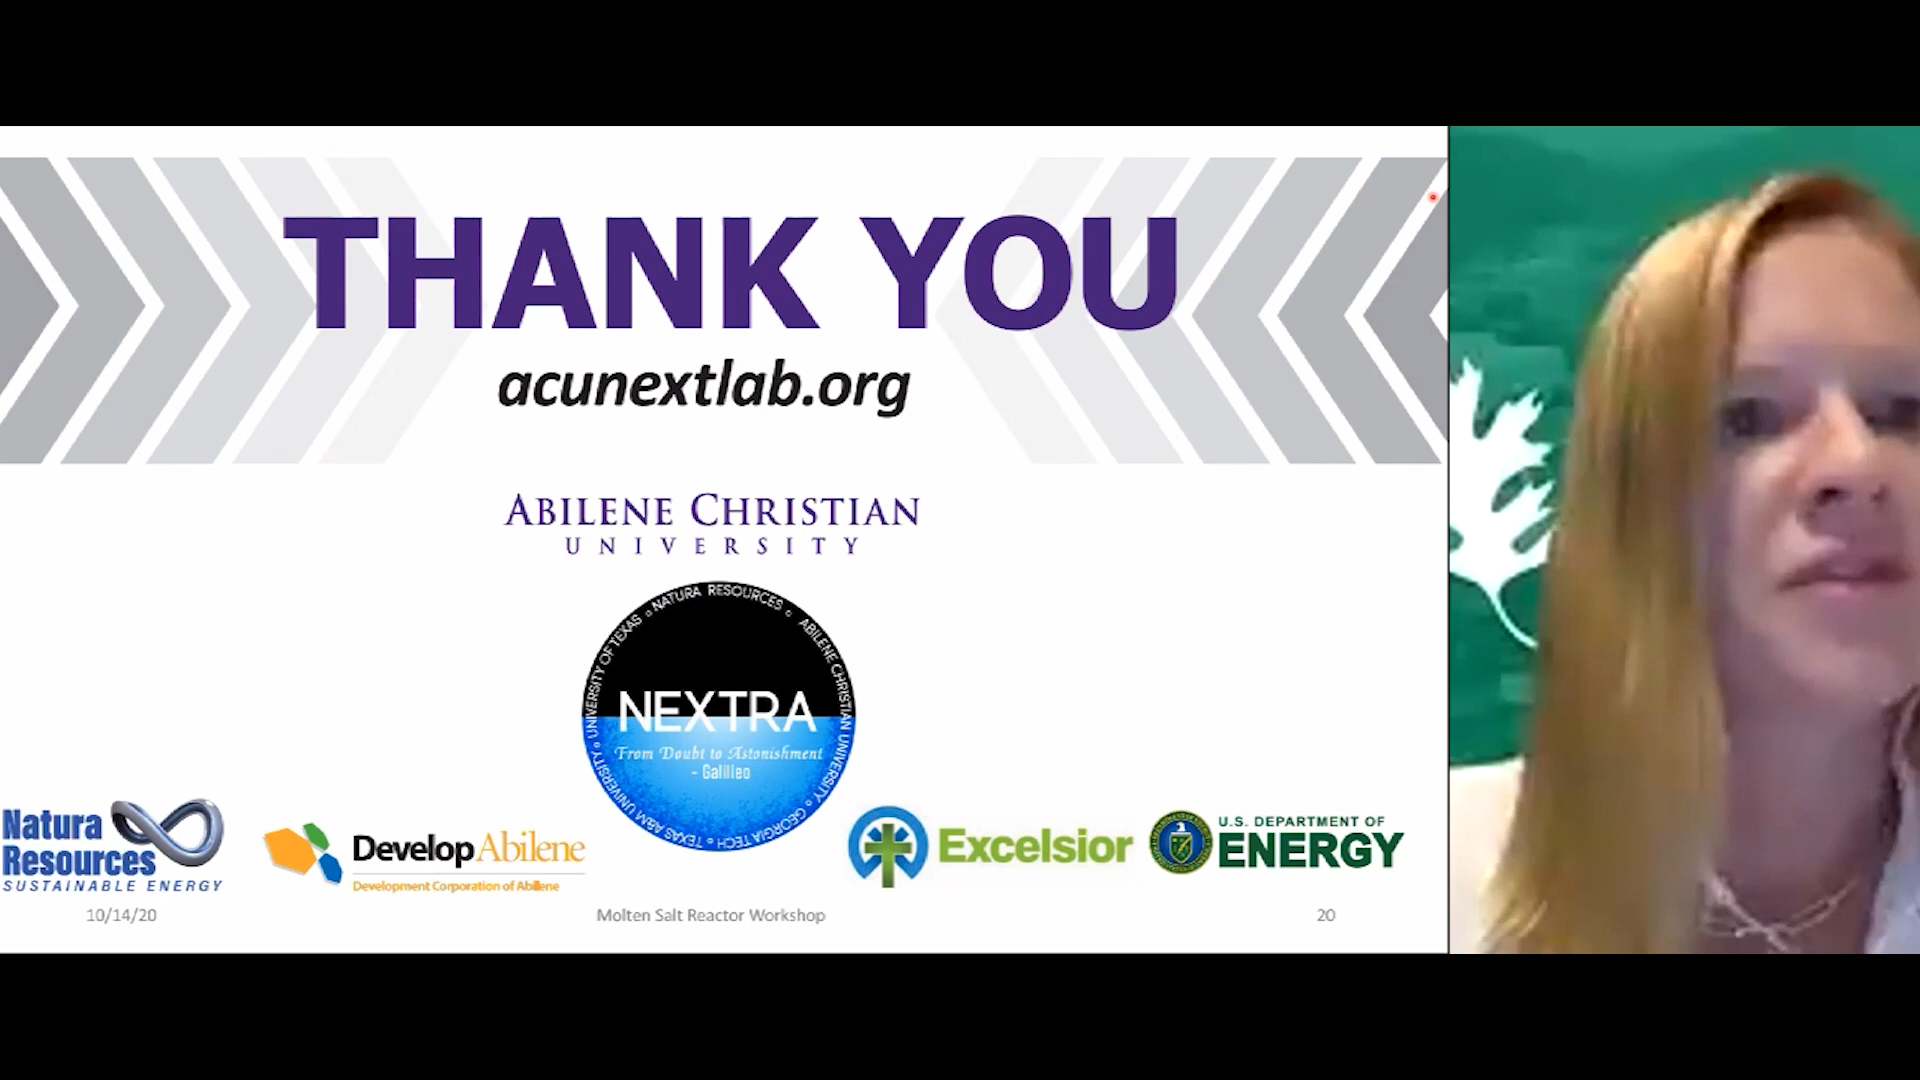 THANK YOU
acunextlab.org
ABILENE CHRISTIAN
UNIVERSITY
NATURA RESOURCES ◦ ABILENE CHRISTIAN UNIVERSITY ◦ GEORGIA TECH ◦ TEXAS A&M UNIVERSITY ◦ UNIVERSITY OF TEXAS ◦
NEXTRA
From Doubt to Astonishment
- Galileo
Natura
Resources
SUSTAINABLE ENERGY
DevelopAbilene
Development Corporation of Abilene
Excelsior
U.S. DEPARTMENT OF
ENERGY
10/14/20
Molten Salt Reactor Workshop
20